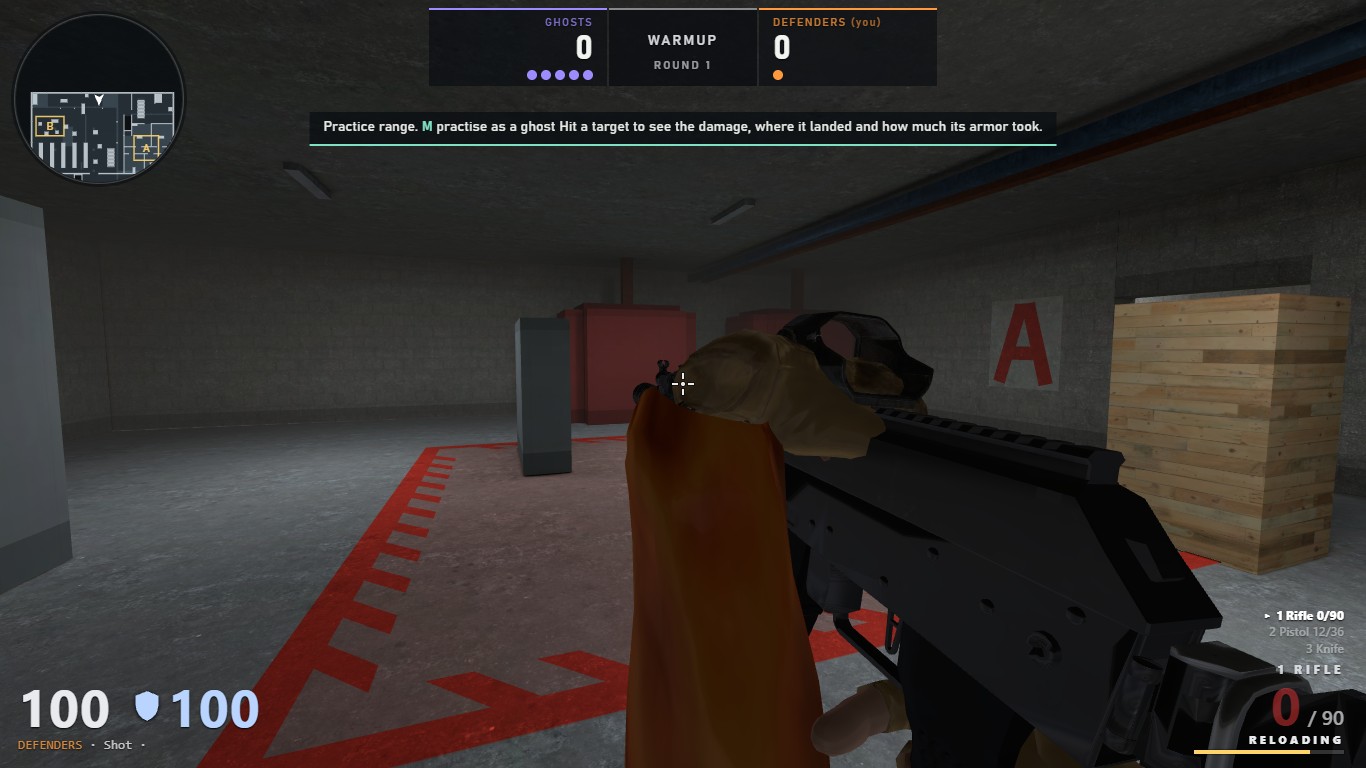 GHOSTS
0
WARMUP
ROUND 1
DEFENDERS (you)
0
Practice range. M practise as a ghost Hit a target to see the damage, where it landed and how much its armor took.
B
A
A
1 Rifle 0/90
2 Pistol 12/36
3 Knife
1 RIFLE
0 / 90
RELOADING
100 100
DEFENDERS · Shot ·